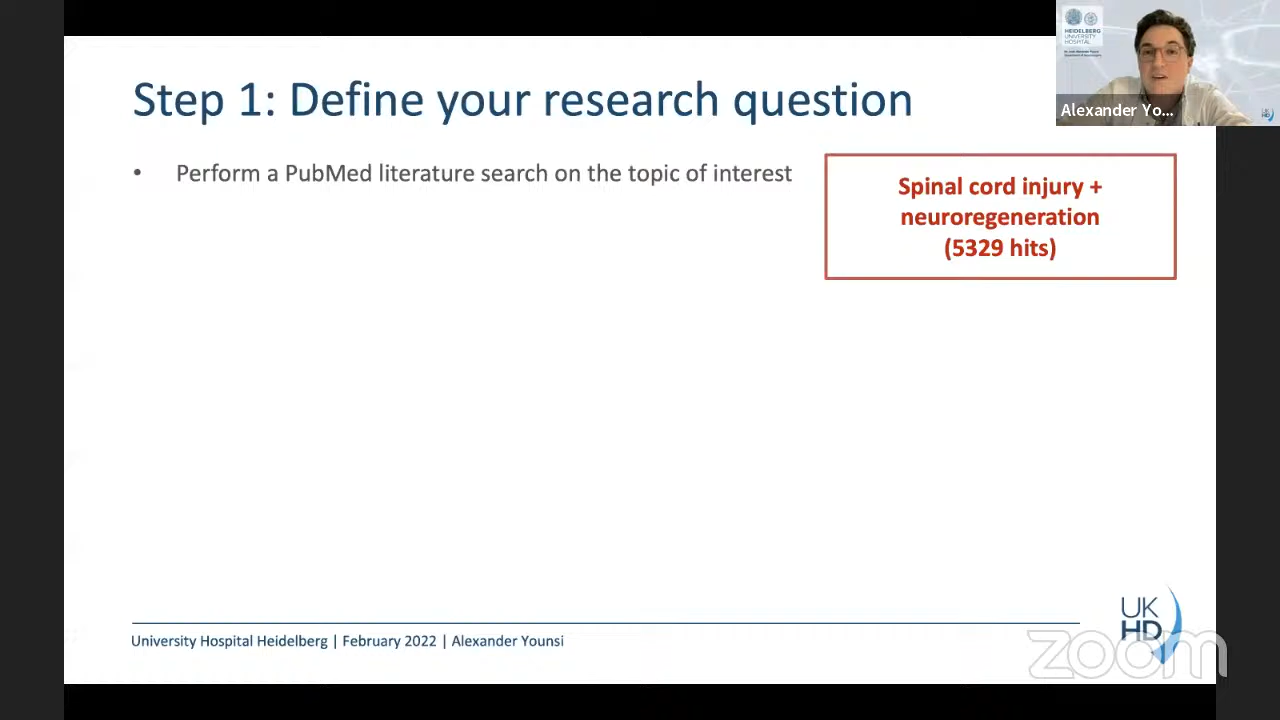 Step 1: Define your research question
• Perform a PubMed literature search on the topic of interest
Spinal cord injury +
neuroregeneration
(5329 hits)
HEIDELBERG
UNIVERSITY
HOSPITAL
Alexander Yo...
University Hospital Heidelberg | February 2022 | Alexander Younsi
UK
HD
zoom